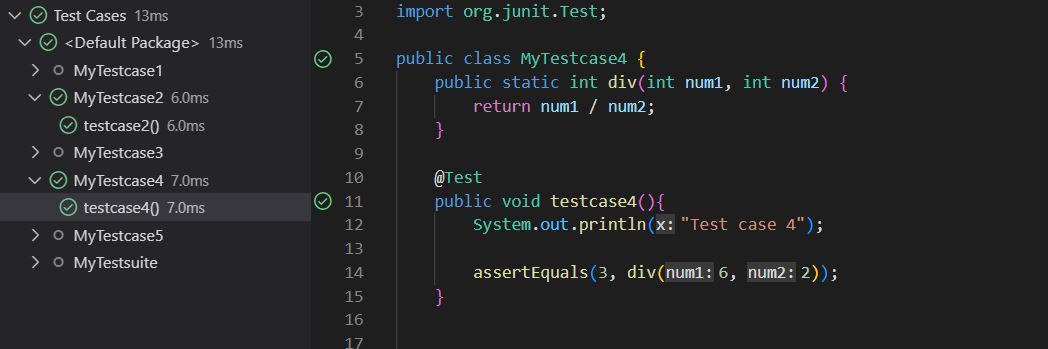 Test Cases 13ms
<Default Package> 13ms
MyTestcase1
MyTestcase2 6.0ms
testcase2() 6.0ms
MyTestcase3
MyTestcase4 7.0ms
testcase4() 7.0ms
MyTestcase5
MyTestsuite
3 import org.junit.Test;
4
5 public class MyTestcase4 {
6 public static int div(int num1, int num2) {
7 return num1 / num2;
8 }
9
10 @Test
11 public void testcase4(){
12 System.out.println(x: "Test case 4");
13
14 assertEquals(3, div(num1: 6, num2: 2));
15 }
16
17